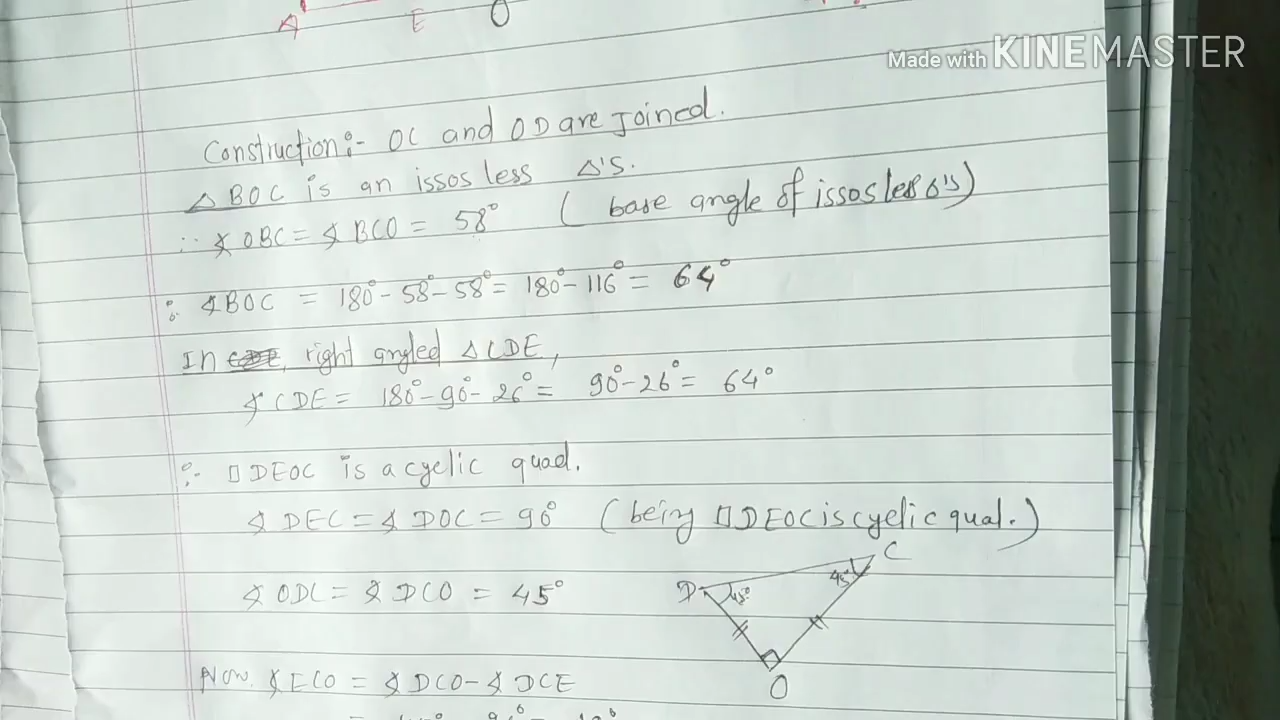 A E O
Made with KINEMASTER
Construction:- OC and OD are Joined.
△BOC is an issos less △'S.
∴ ∡OBC = ∡BCO = 58° ( base angle of issosless △'s)
∴ ∡BOC = 180° - 58° - 58° = 180° - 116° = 64°
In right angled △CDE,
∡CDE = 180° - 90° - 26° = 90° - 26° = 64°
∴ □DEOC is a cyclic quad.
∡DEC = ∡DOC = 90° (being □DEOC is cyclic qual.)
∡ODC = ∡DCO = 45°
D 45° 45° C
O
Now. ∡ECO = ∡DCO - ∡DCE